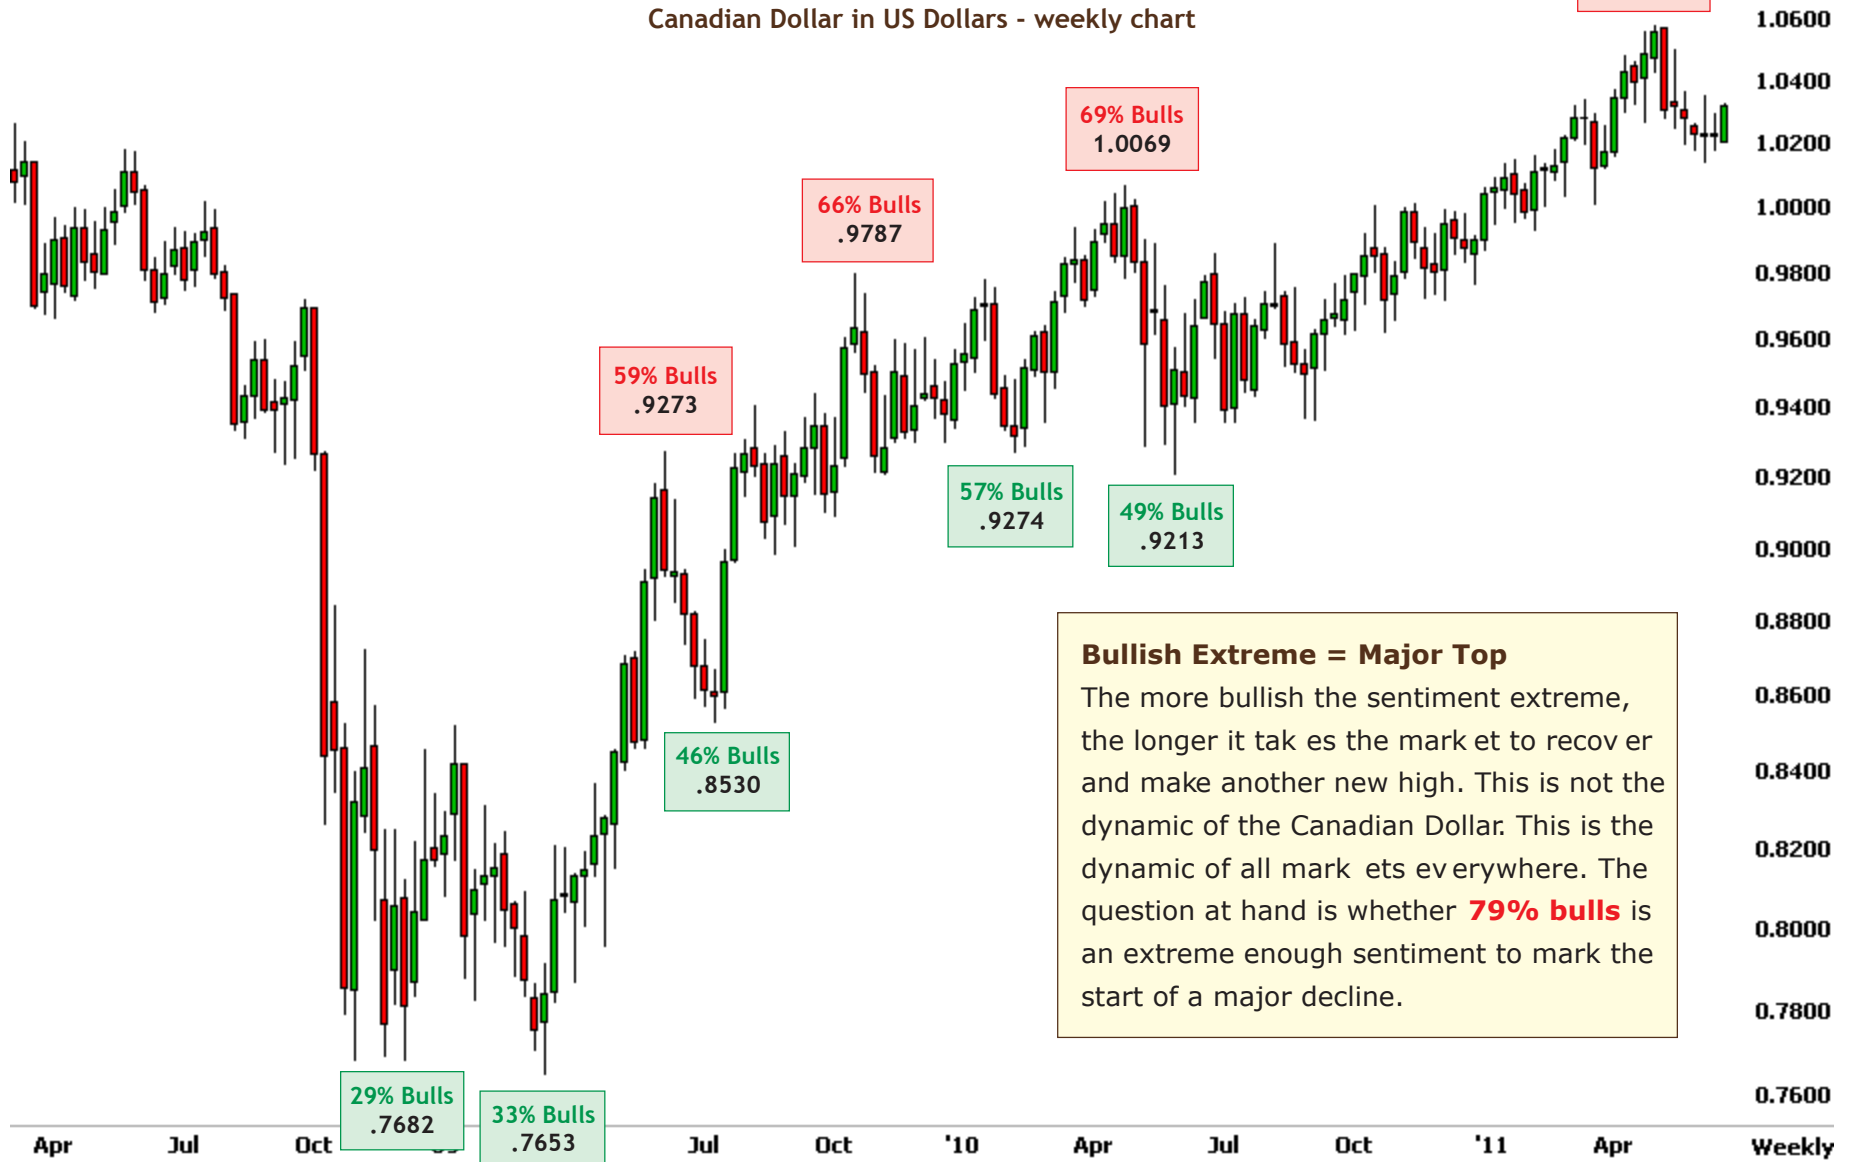 Canadian Dollar in US Dollars - weekly chart
1.0600
1.0400
69% Bulls
1.0069
1.0200
66% Bulls
.9787
1.0000
0.9800
0.9600
59% Bulls
.9273
0.9400
57% Bulls
.9274
0.9200
49% Bulls
.9213
0.9000
0.8800
Bullish Extreme = Major Top
The more bullish the sentiment extreme,
the longer it tak es the mark et to recov er
and make another new high. This is not the
dynamic of the Canadian Dollar. This is the
dynamic of all mark ets ev erywhere. The
question at hand is whether 79% bulls is
an extreme enough sentiment to mark the
start of a major decline.
0.8600
46% Bulls
.8530
0.8400
0.8200
0.8000
0.7800
29% Bulls
.7682
33% Bulls
.7653
0.7600
Apr Jul Oct Jul Oct '10 Apr Jul Oct '11 Apr Weekly